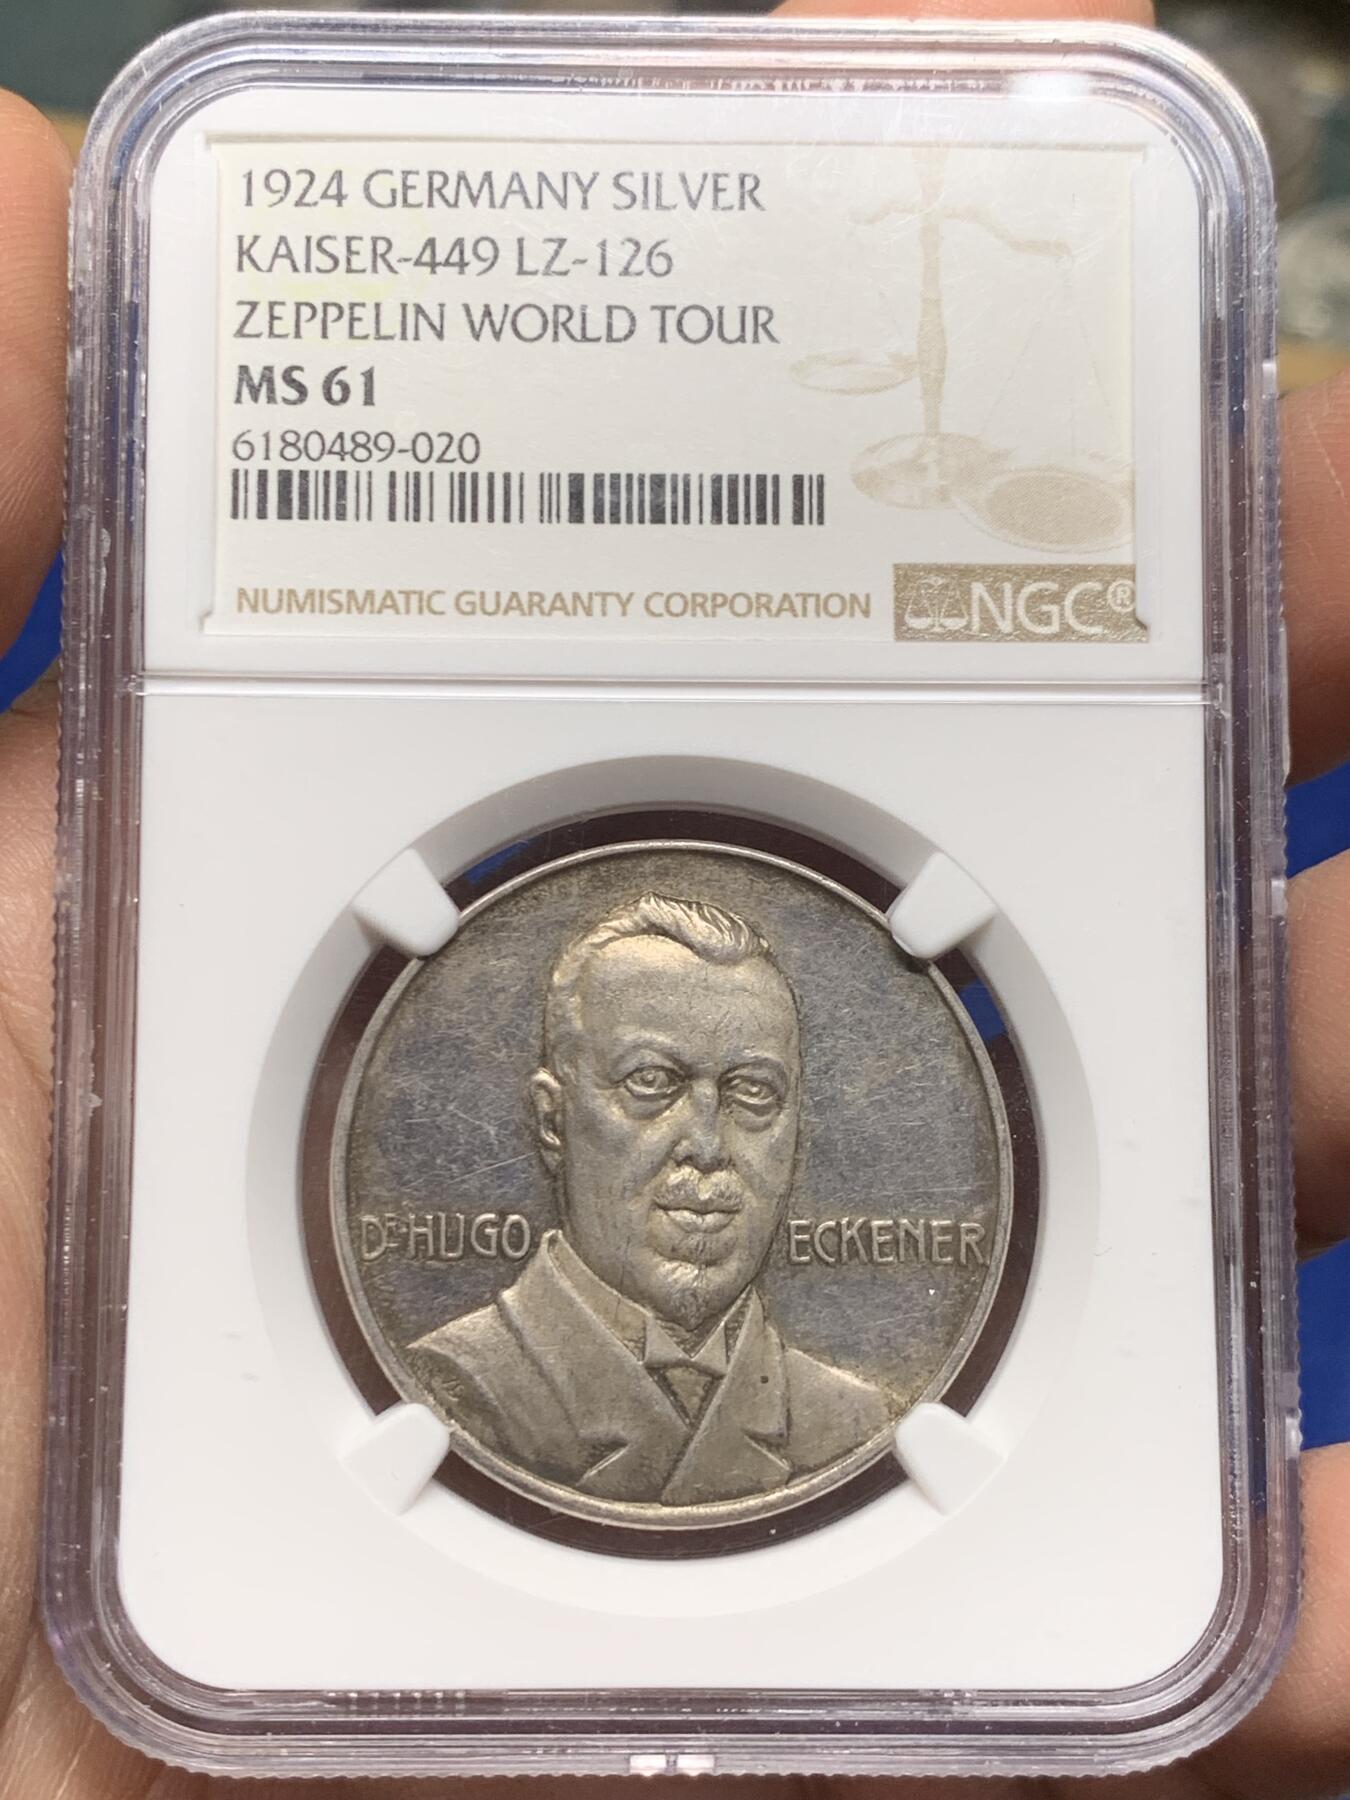 1924 GERMANY SILVER
KAISER-449 LZ-126
ZEPPELIN WORLD TOUR
MS 61
6180489-020
NUMISMATIC GUARANTY CORPORATION
NGC®
DR HUGO ECKENER